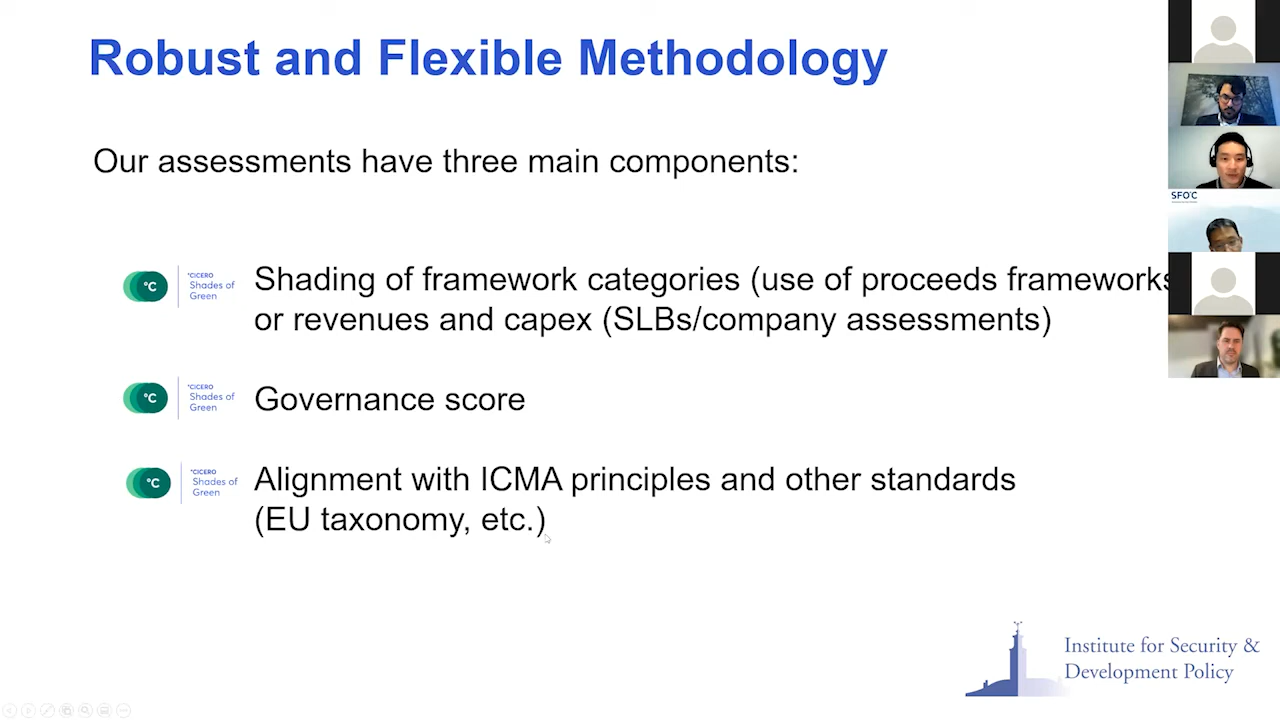 Robust and Flexible Methodology
Our assessments have three main components:
°CICERO
Shades of
Green
°C
Shading of framework categories (use of proceeds frameworks
or revenues and capex (SLBs/company assessments)
°CICERO
Shades of
Green
°C
Governance score
°CICERO
Shades of
Green
°C
Alignment with ICMA principles and other standards
(EU taxonomy, etc.)
SFOC
Institute for Security &
Development Policy